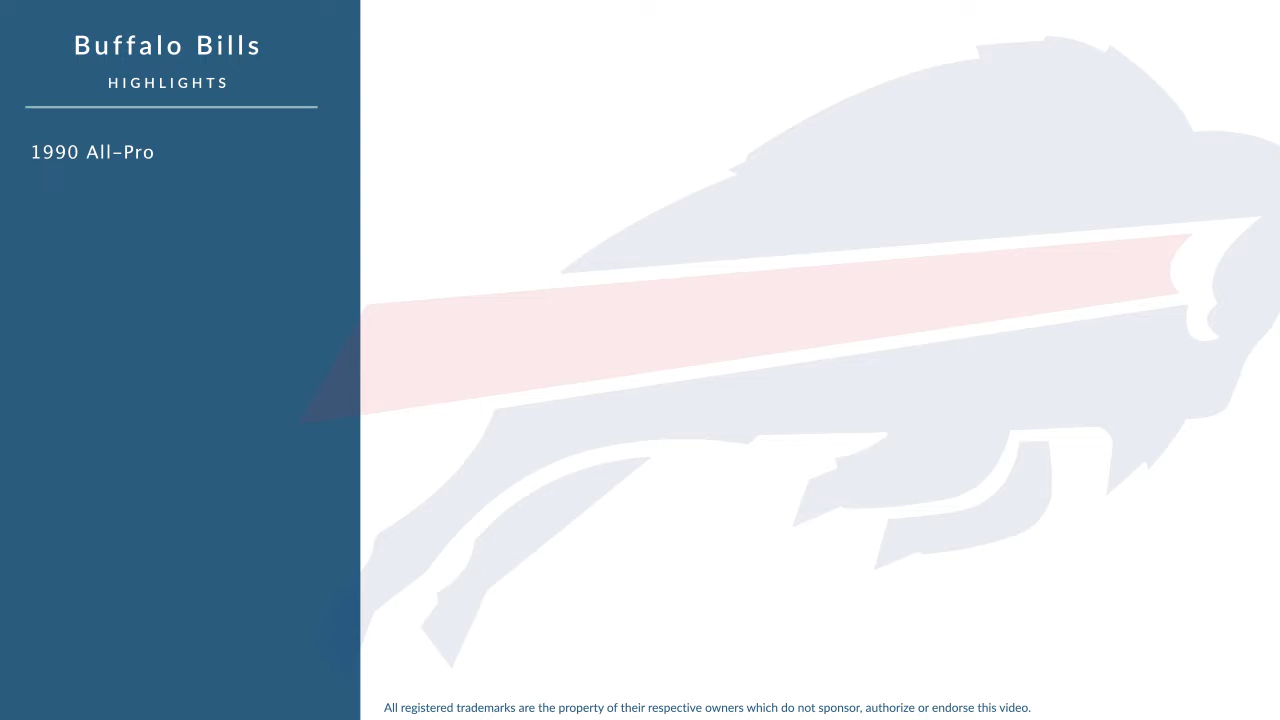 Buffalo Bills
HIGHLIGHTS
1990 All-Pro
All registered trademarks are the property of their respective owners which do not sponsor, authorize or endorse this video.